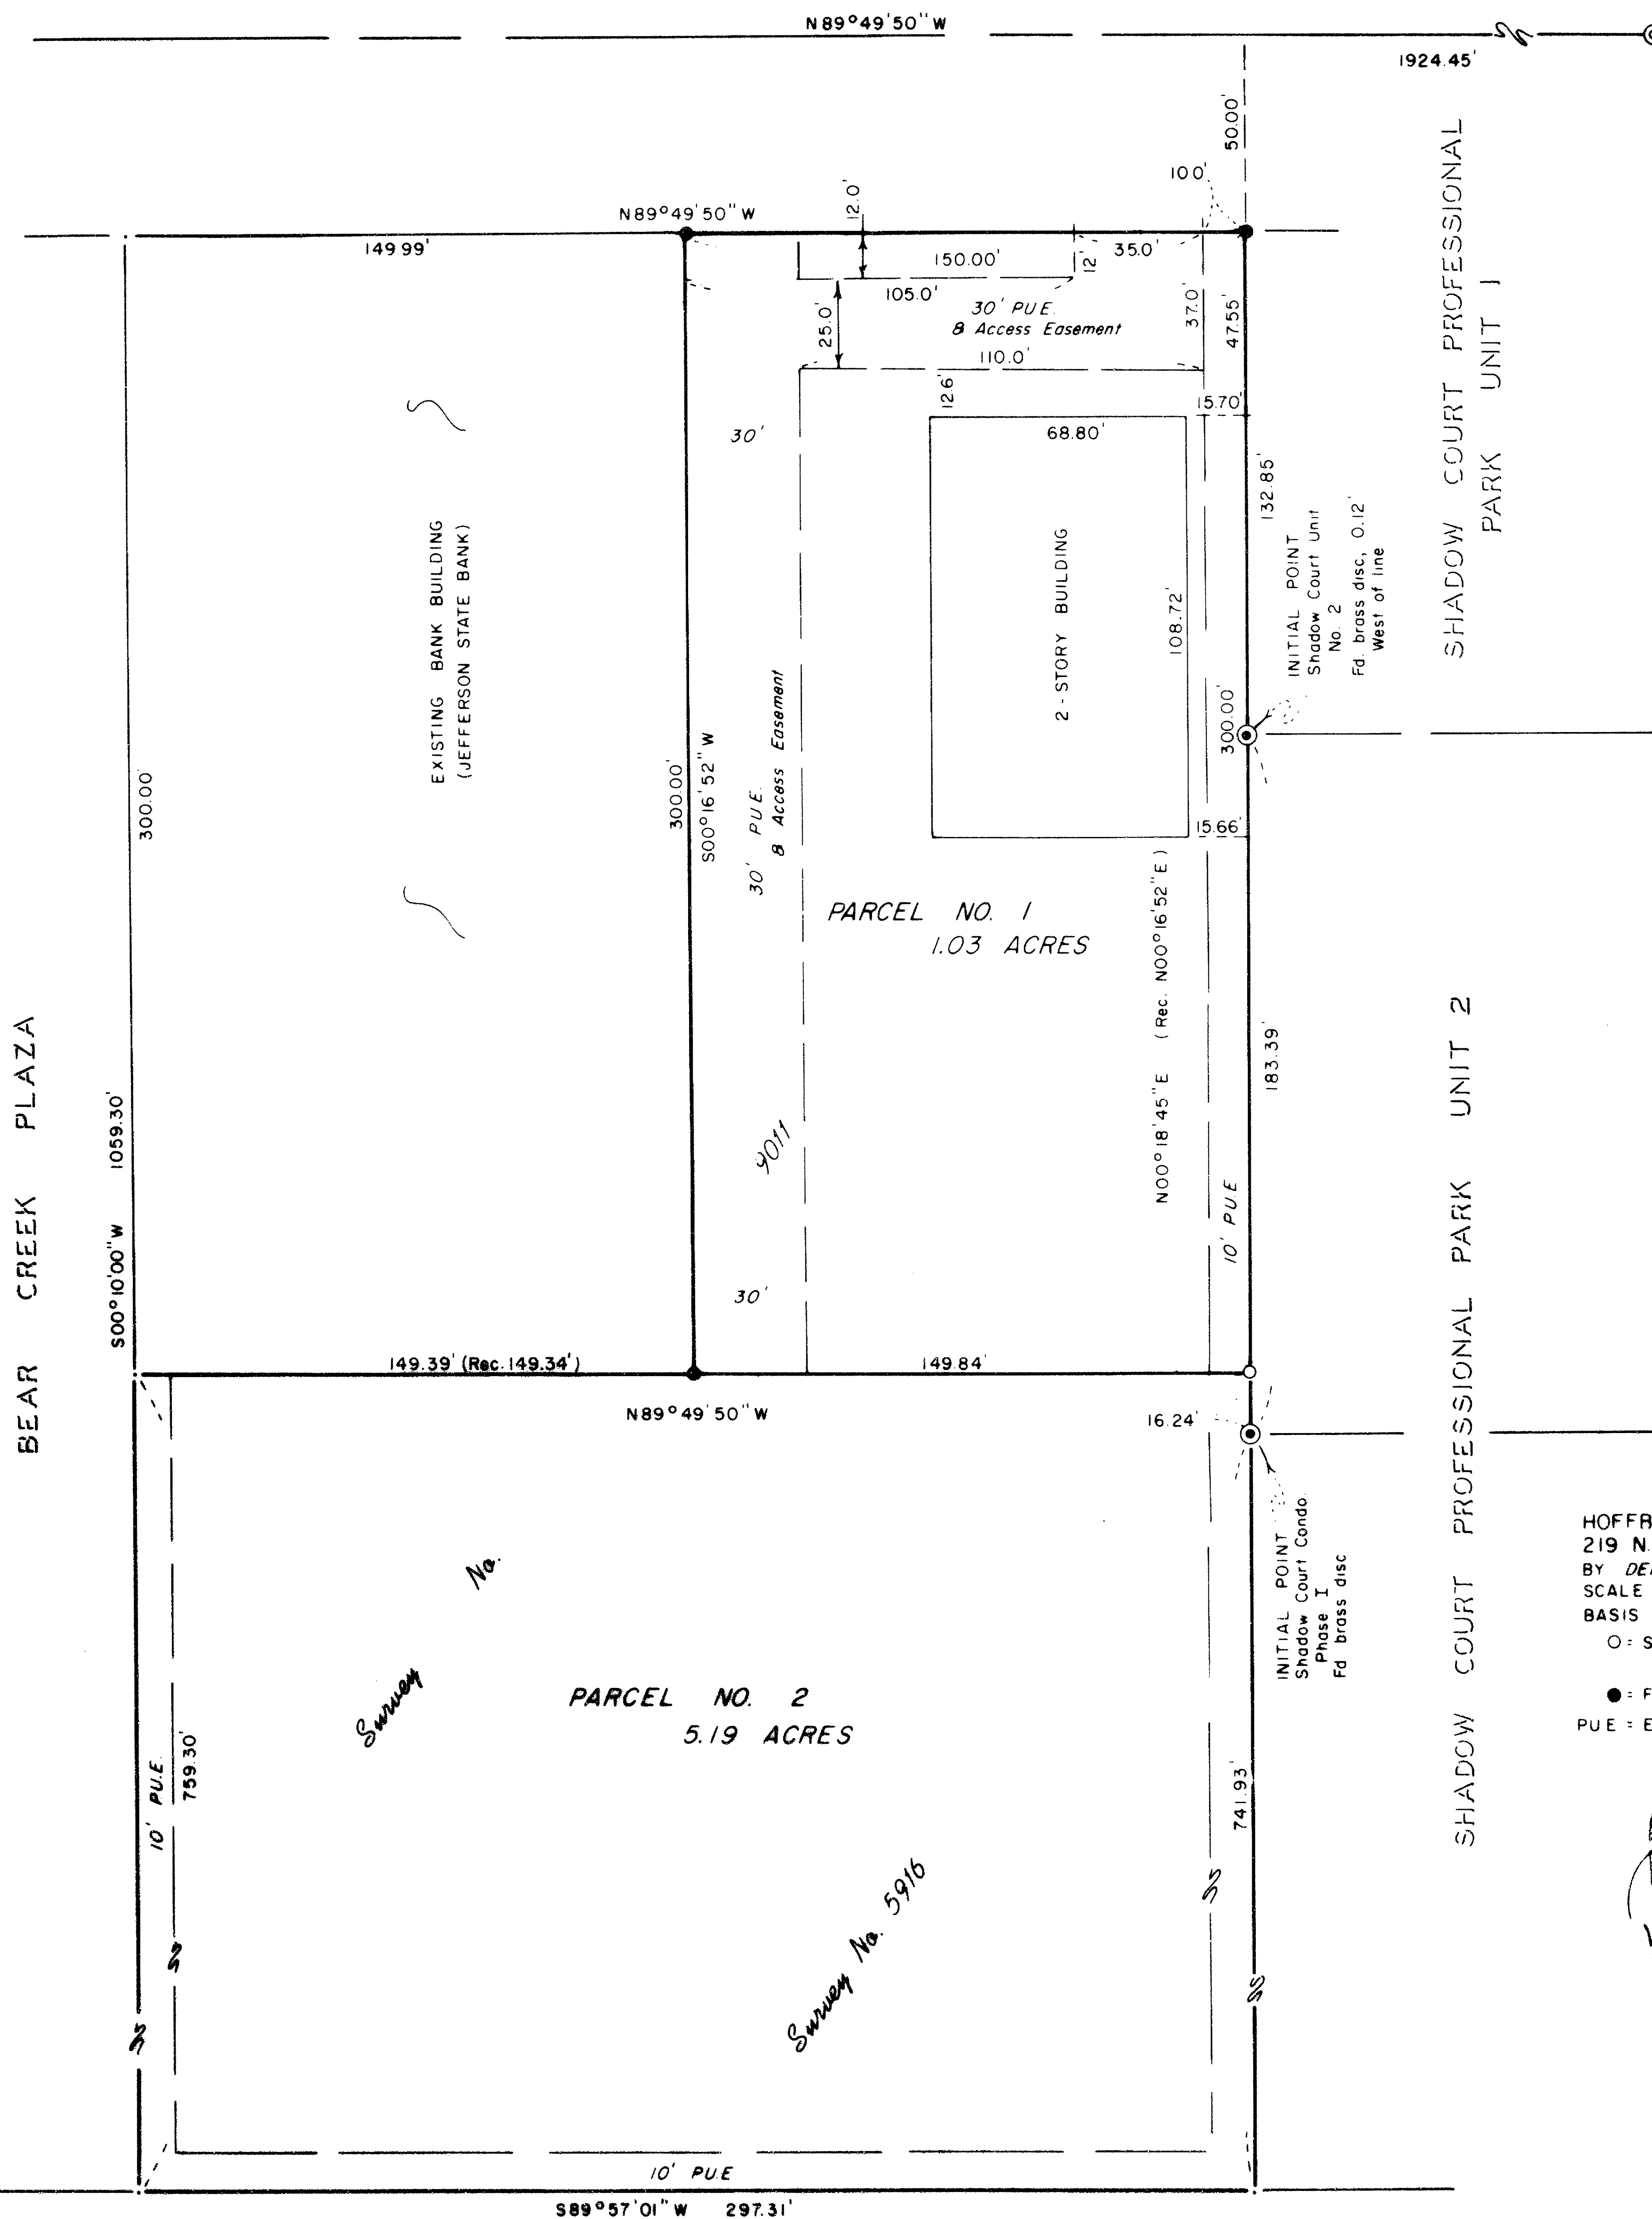 N89°49'50"W
1924.45'
50.00'
10.0'
N89°49'50"W
12.0'
149.99'
150.00'
12'
35.0'
105.0'
25.0'
30' P.U.E.
& Access Easement
37.0'
47.55'
110.0'
12.6'
15.70'
68.80'
30'
132.85'
SHADOW COURT PROFESSIONAL
PARK UNIT 1
EXISTING BANK BUILDING
(JEFFERSON STATE BANK)
2-STORY BUILDING
108.72'
INITIAL POINT
Shadow Court Unit
No. 2
Fd. brass disc, 0.12'
West of line
300.00'
300.00'
300.00'
S00°16'52"W
30' P.U.E.
& Access Easement
15.66'
PARCEL NO. 1
1.03 ACRES
N00°18'45"E (Rec. N00°16'52"E)
183.39'
BEAR CREEK PLAZA
S00°10'00"W 1059.30'
9011
10' P.U.E
30'
149.39' (Rec. 149.34')
149.84'
N89°49'50"W
16.24'
SHADOW COURT PROFESSIONAL PARK UNIT 2
INITIAL POINT
Shadow Court Condo.
Phase I
Fd brass disc
HOFFB
219 N.
BY DE
SCALE
BASIS
O = S
● = F
PUE = E
Survey No.
PARCEL NO. 2
5.19 ACRES
10' P.U.E.
759.30'
741.93'
Survey No. 5916
10' P.U.E
S89°57'01"W 297.31'